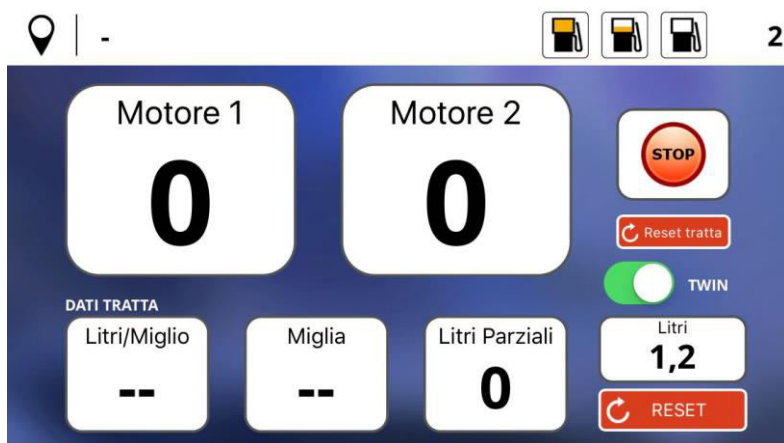 -
2
Motore 1
0
Motore 2
0
STOP
Reset tratta
TWIN
DATI TRATTA
Litri/Miglio
--
Miglia
--
Litri Parziali
0
Litri
1,2
RESET